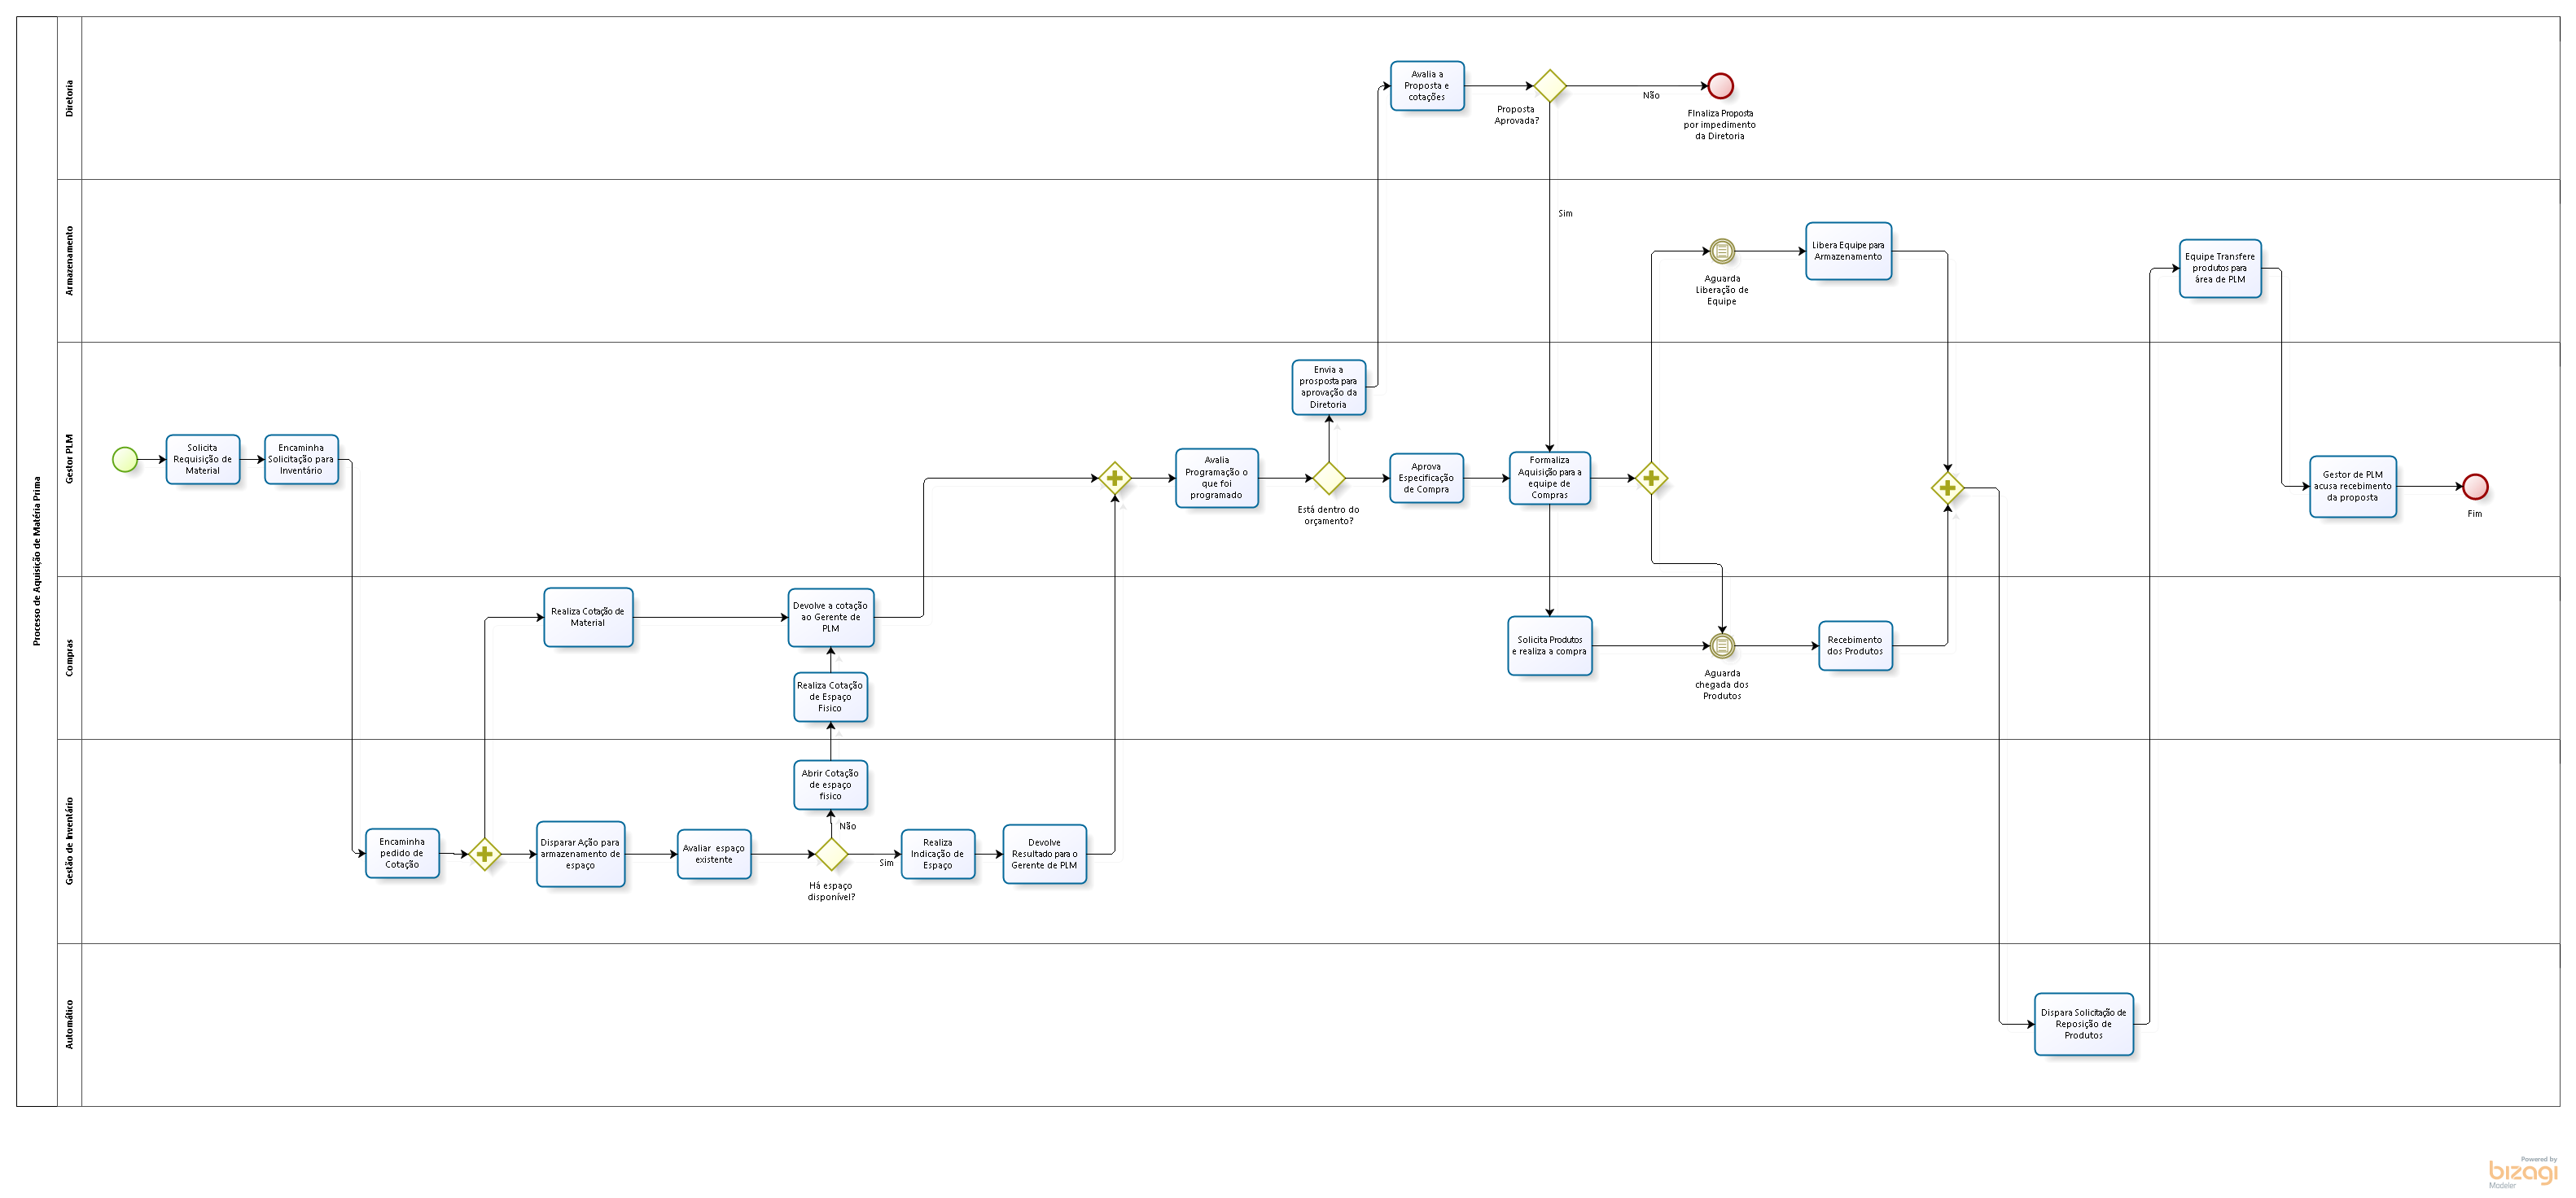 Processo de Aquisição de Matéria Prima
Diretoria
Avalia a
Proposta e
cotações
Proposta
Aprovada?
Não
FInaliza Proposta
por impedimento
da Diretoria
Sim
Armazenamento
Aguarda
Liberação de
Equipe
Libera Equipe para
Armazenamento
Equipe Transfere
produtos para
área de PLM
Gestor PLM
Solicita
Requisição de
Material
Encaminha
Solicitação para
Inventário
Avalia
Programação o
que foi
programado
Envia a
prosposta para
aprovação da
Diretoria
Está dentro do
orçamento?
Aprova
Especificação
de Compra
Formaliza
Aquisição para a
equipe de
Compras
Gestor de PLM
acusa recebimento
da proposta
Fim
Compras
Realiza Cotação de
Material
Devolve a cotação
ao Gerente de
PLM
Realiza Cotação
de Espaço
Fisico
Solicita Produtos
e realiza a compra
Aguarda
chegada dos
Produtos
Recebimento
dos Produtos
Gestão de Inventário
Encaminha
pedido de
Cotação
Disparar Ação para
armazenamento de
espaço
Avaliar espaço
existente
Abrir Cotação
de espaço
fisico
Não
Há espaço
disponível?
Sim
Realiza
Indicação de
Espaço
Devolve
Resultado para o
Gerente de PLM
Automático
Dispara Solicitação de
Reposição de
Produtos
Powered by
bizagi
Modeler